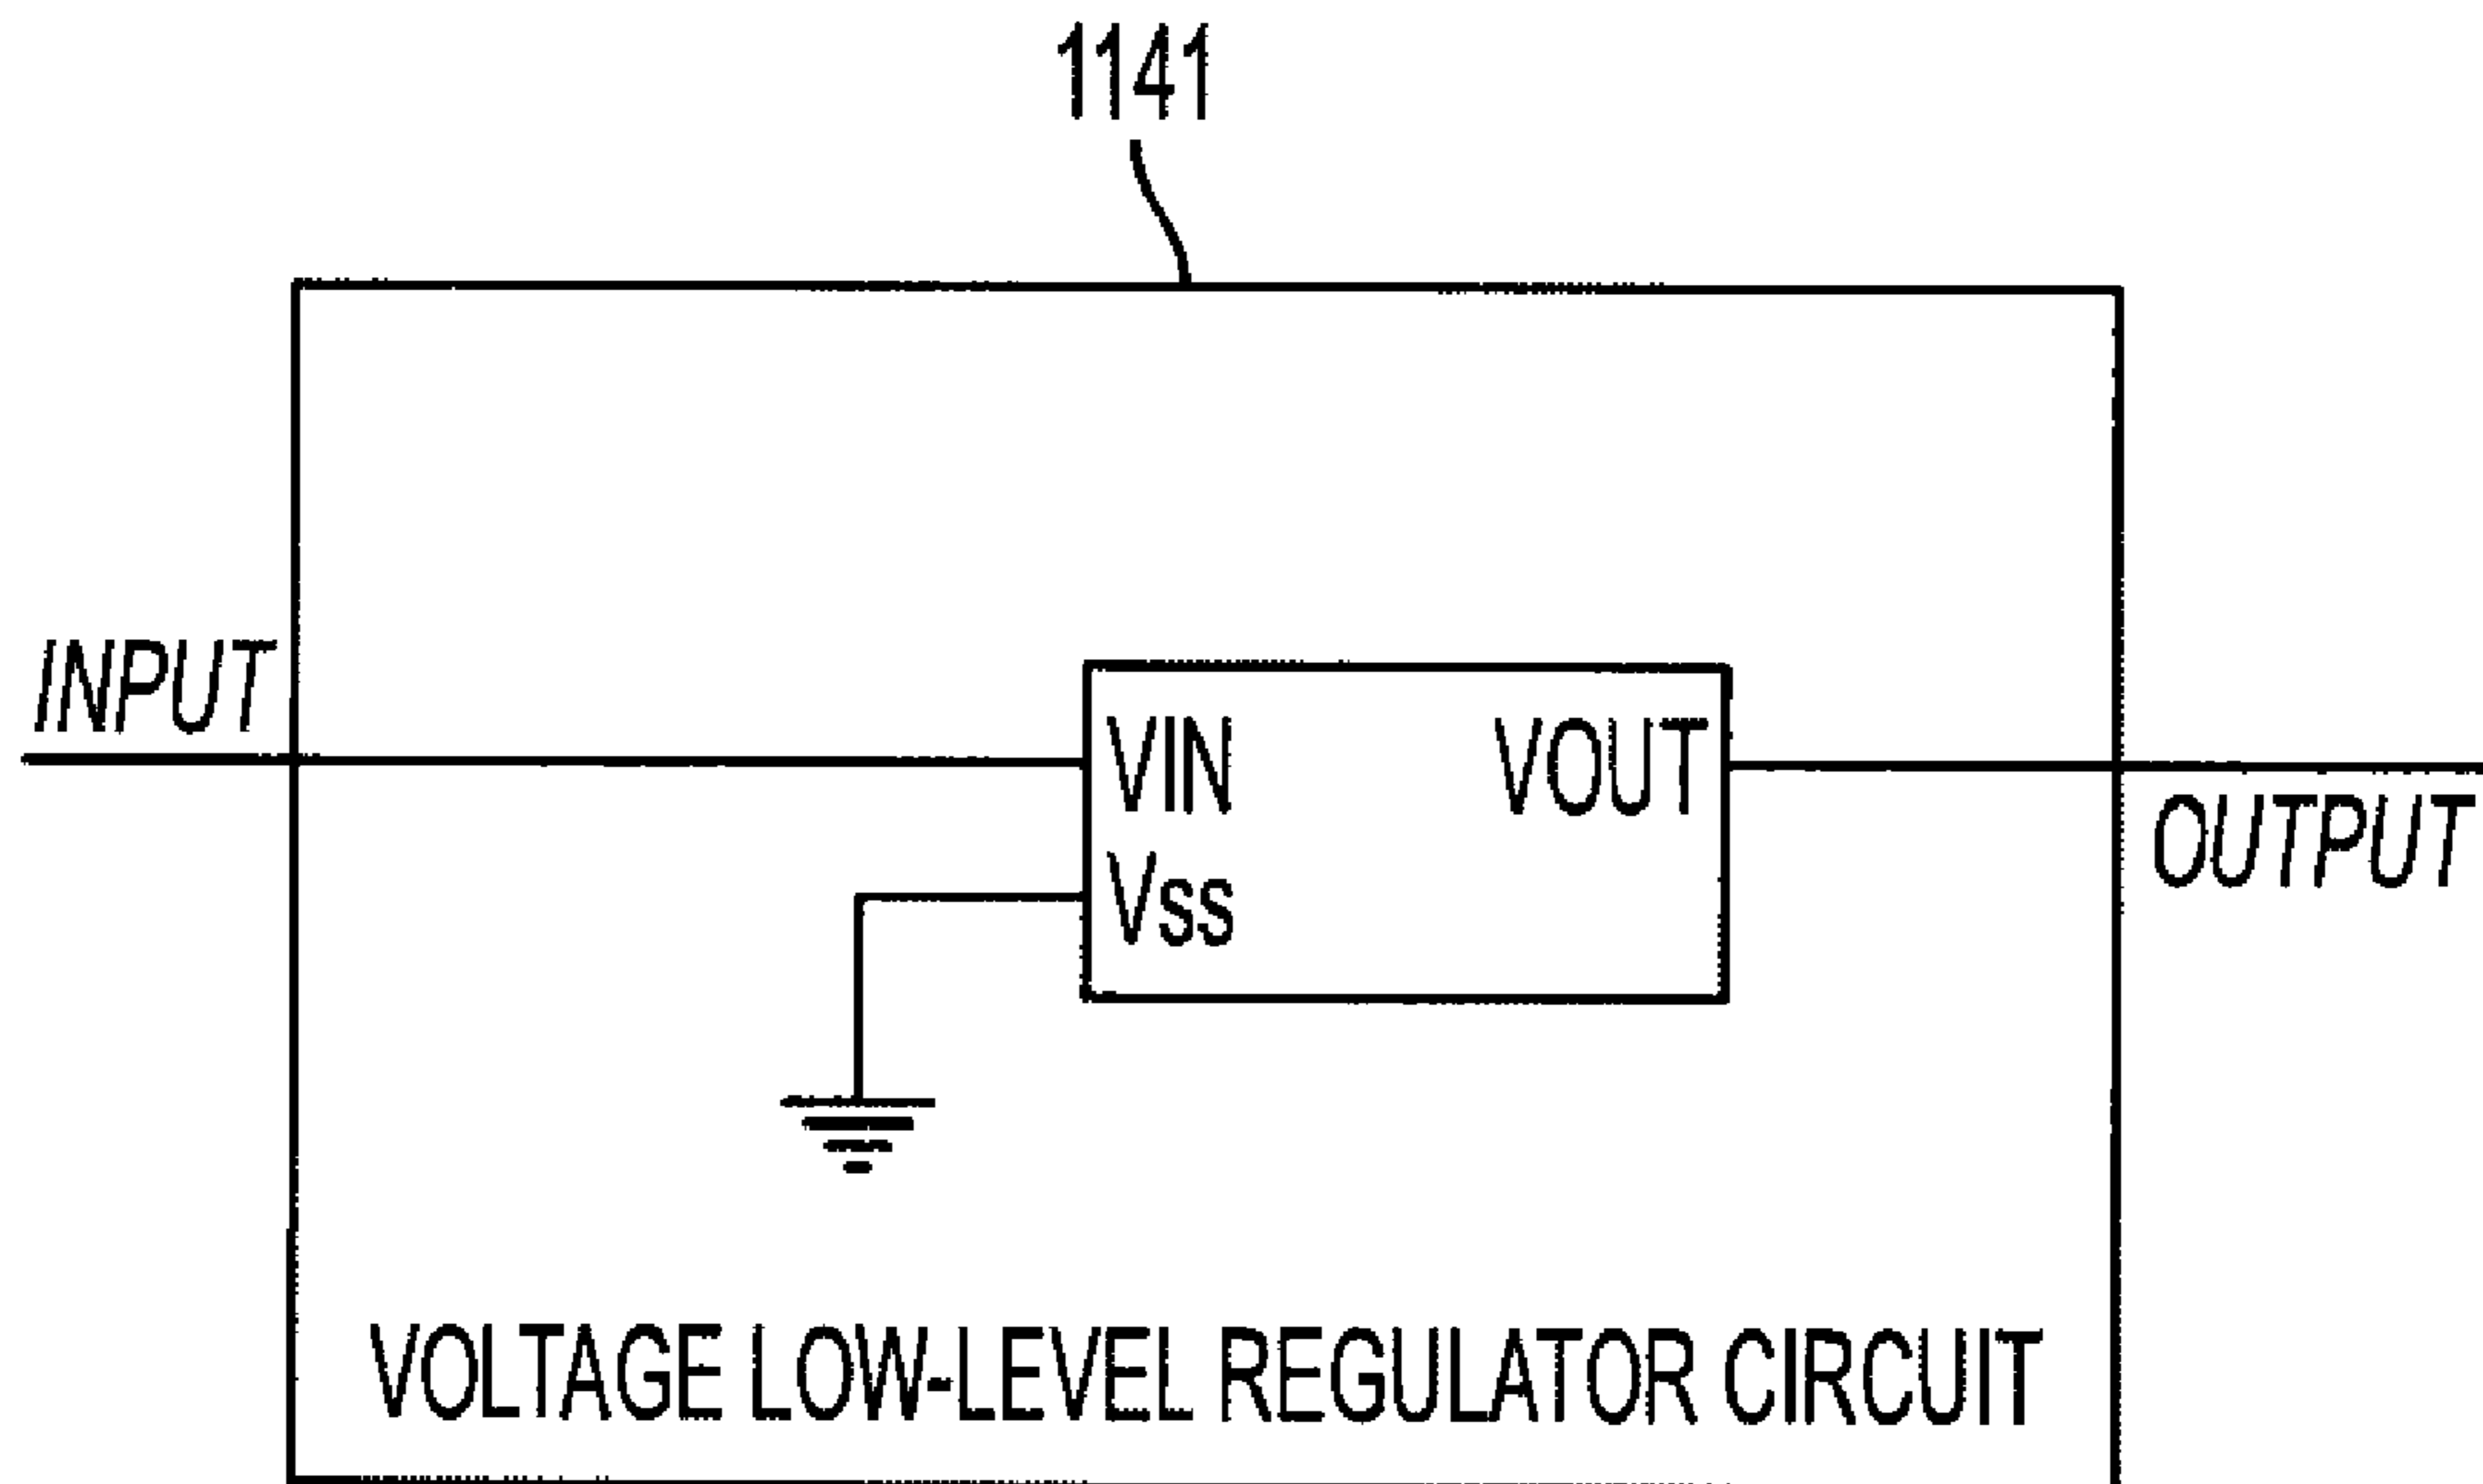 1141
INPUT
VIN
VOUT
OUTPUT
Vss
VOLTAGE LOW-LEVEL REGULATOR CIRCUIT